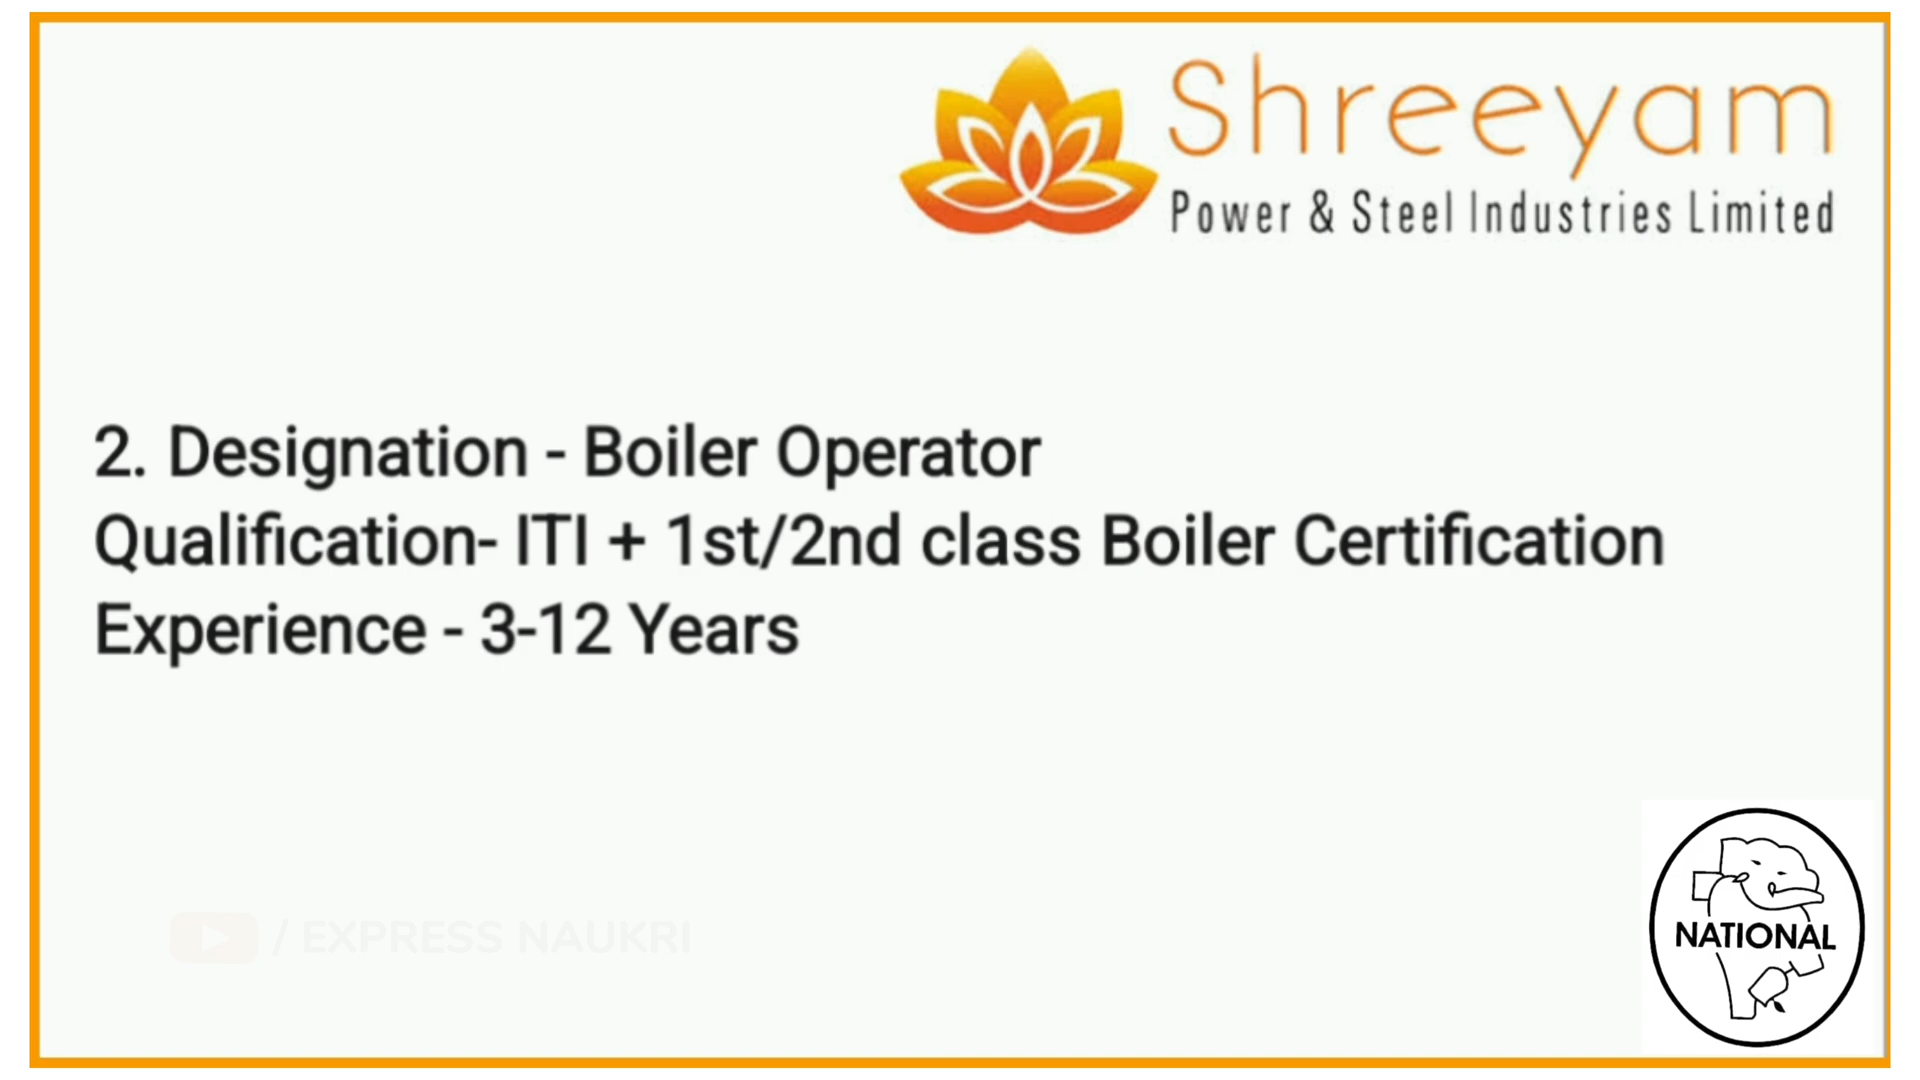 Shreeyam
Power & Steel Industries Limited
2. Designation - Boiler Operator
Qualification- ITI + 1st/2nd class Boiler Certification
Experience - 3-12 Years
/ EXPRESS NAUKRI
NATIONAL